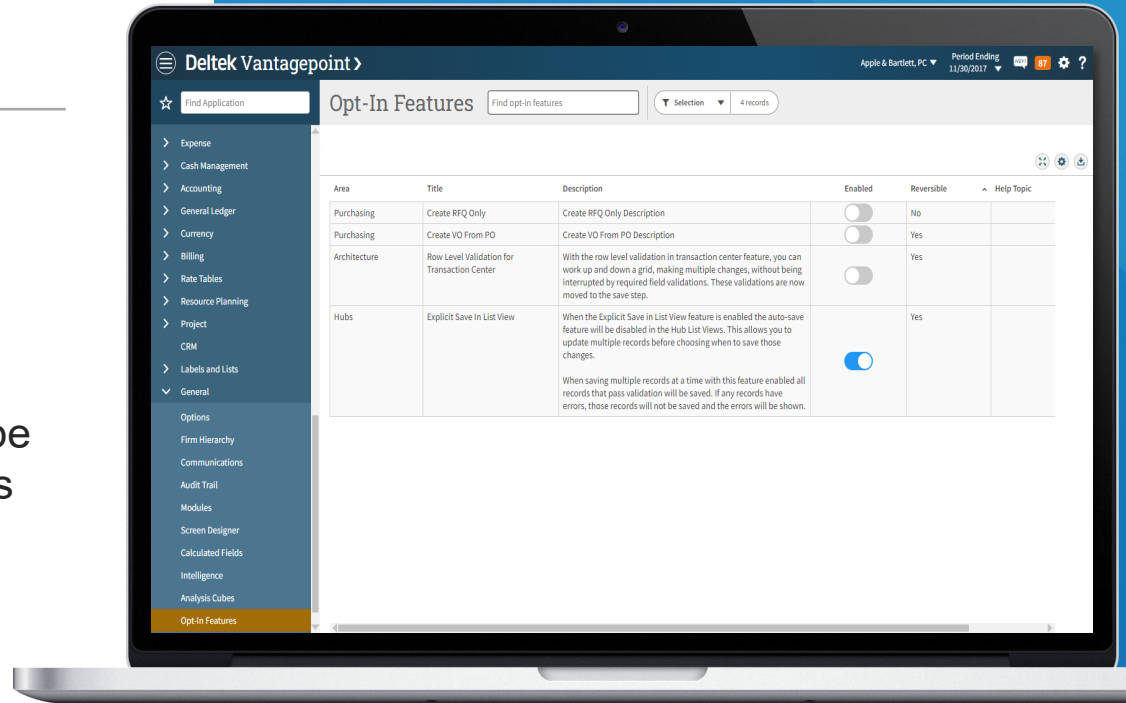 Deltek Vantagepoint
Apple & Bartlett, PC
Period Ending
11/30/2017
HEY!
87
?
Find Application
Opt-In Features
Find opt-in features
Selection
4 records
Expense
Cash Management
Accounting
General Ledger
Currency
Billing
Rate Tables
Resource Planning
Project
CRM
Labels and Lists
General
Options
Firm Hierarchy
Communications
Audit Trail
Modules
Screen Designer
Calculated Fields
Intelligence
Analysis Cubes
Opt-In Features
Area Title Description Enabled Reversible Help Topic
Purchasing Create RFQ Only Create RFQ Only Description No
Purchasing Create VO From PO Create VO From PO Description Yes
Architecture Row Level Validation for With the row level validation in transaction center feature, you can Yes
Transaction Center work up and down a grid, making multiple changes, without being
interrupted by required field validations. These validations are now
moved to the save step.
Hubs Explicit Save In List View When the Explicit Save in List View feature is enabled the auto-save Yes
feature will be disabled in the Hub List Views. This allows you to
update multiple records before choosing when to save those
changes.
When saving multiple records at a time with this feature enabled all
records that pass validation will be saved. If any records have
errors, those records will not be saved and the errors will be shown.